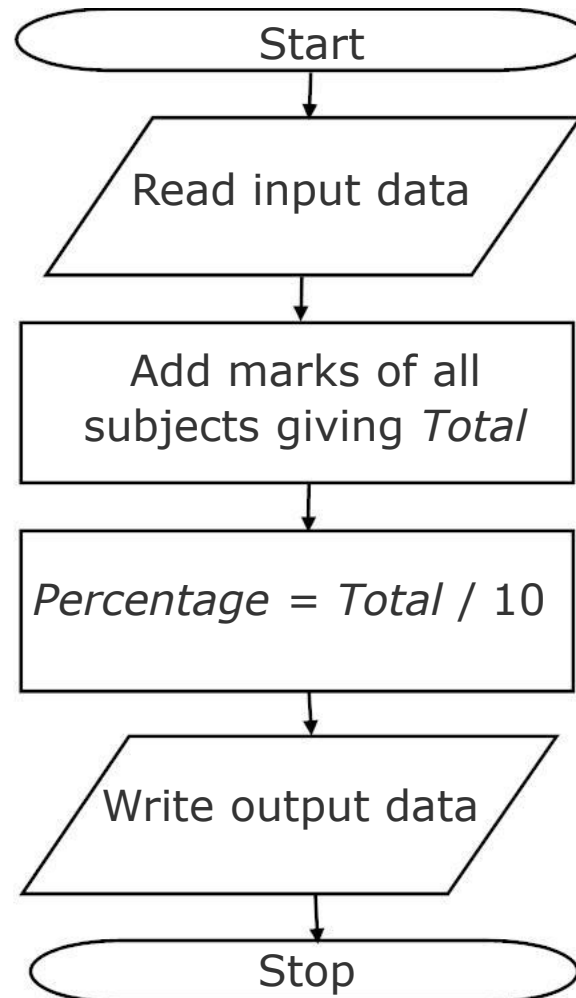 Start
Read input data
Add marks of all
subjects giving Total
Percentage = Total / 10
Write output data
Stop